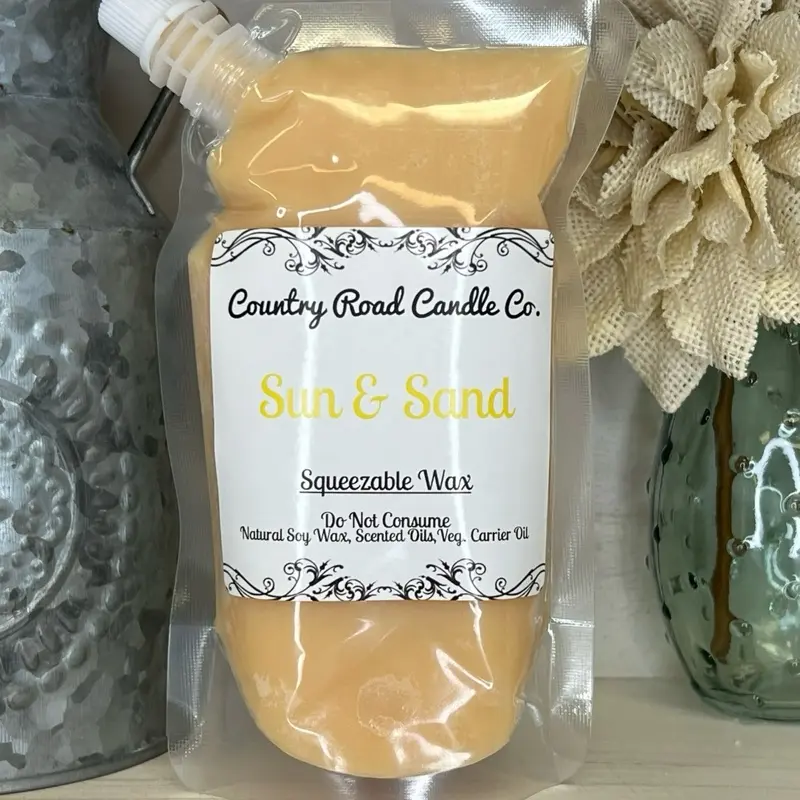 Country Road Candle Co.
Sun & Sand
Squeezable Wax
Do Not Consume
Natural Soy Wax, Scented Oils,Veg. Carrier Oil